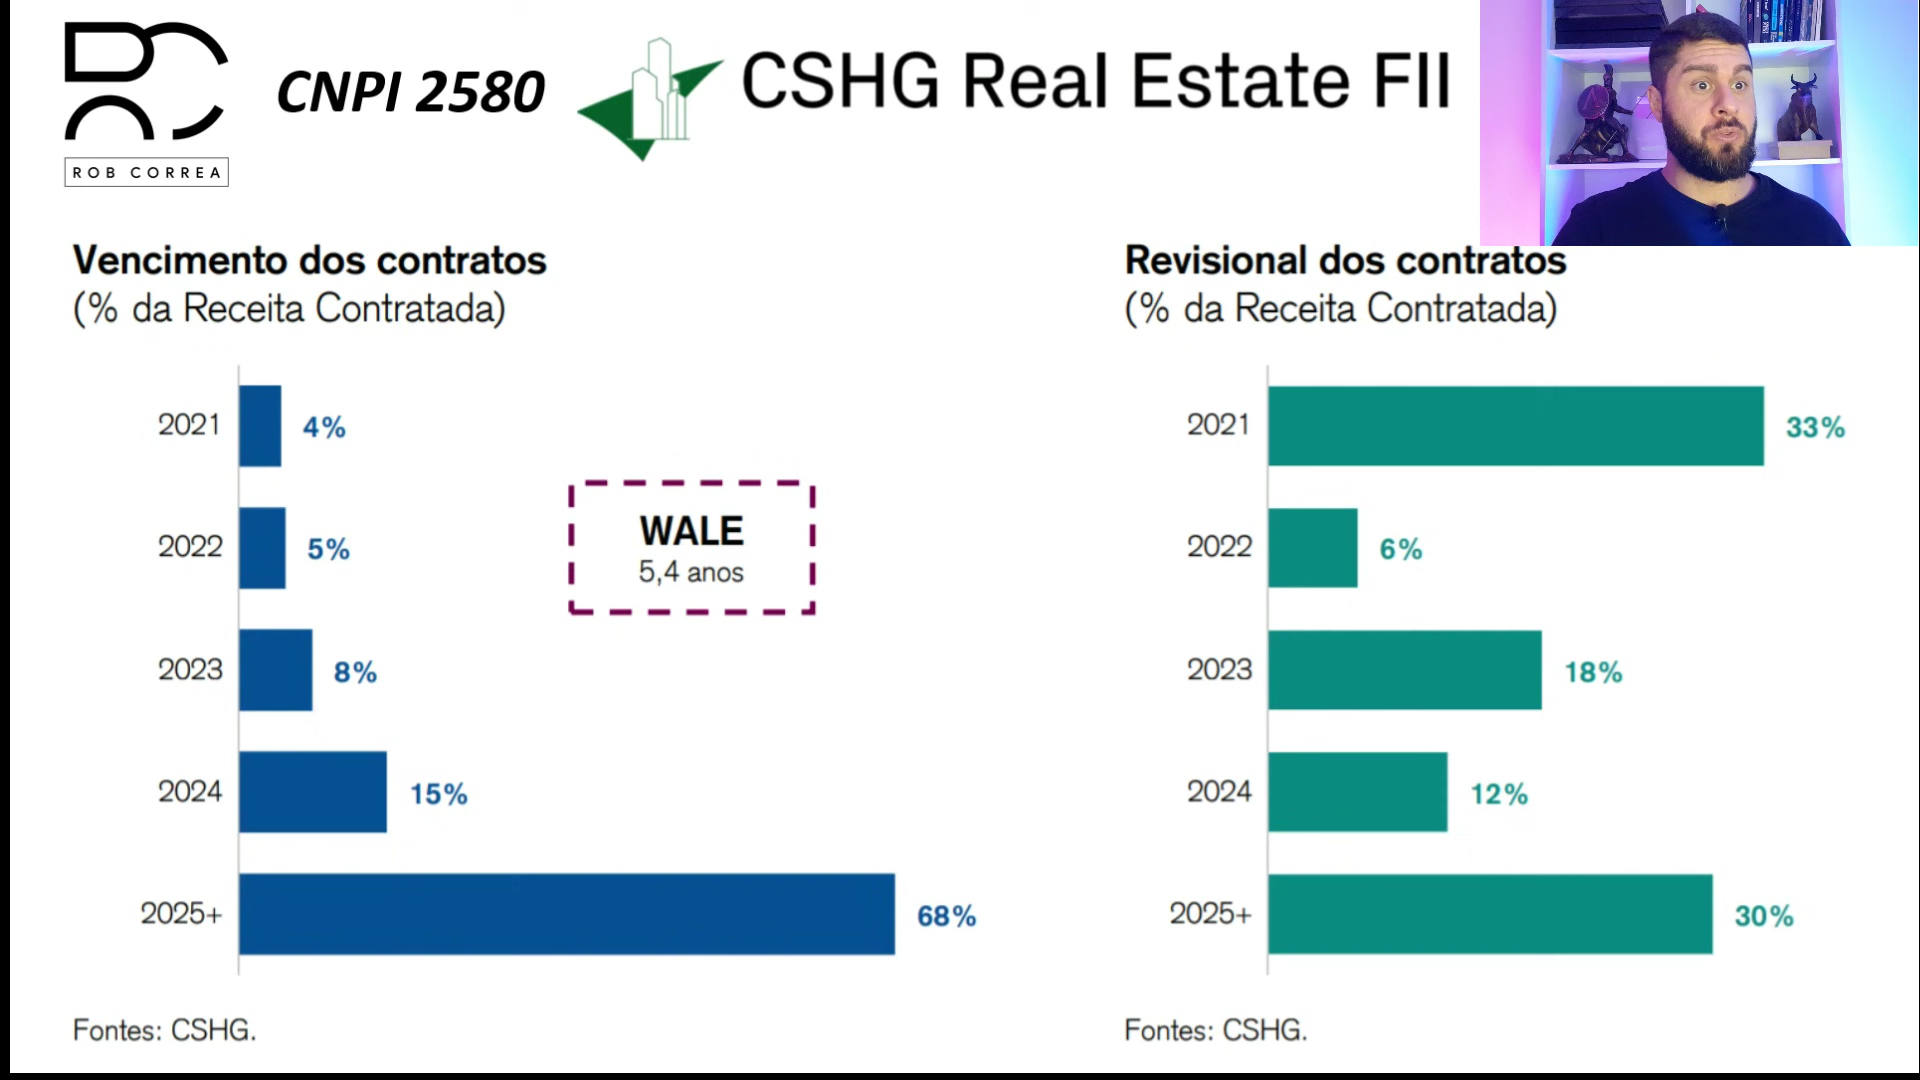 ROB CORREA
CNPI 2580
CSHG Real Estate FII
Vencimento dos contratos
(% da Receita Contratada)
2021 4%
2022 5%
2023 8%
2024 15%
2025+ 68%
WALE
5,4 anos
Fontes: CSHG.
Revisional dos contratos
(% da Receita Contratada)
2021 33%
2022 6%
2023 18%
2024 12%
2025+ 30%
Fontes: CSHG.